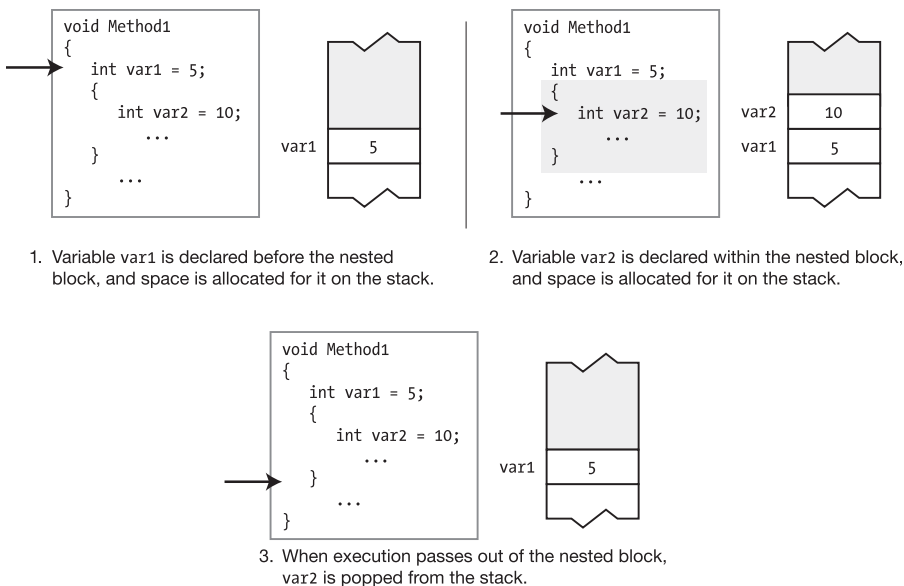 void Method1
{
int var1 = 5;
{
int var2 = 10;
...
}
...
}
var1
5
1. Variable var1 is declared before the nested
block, and space is allocated for it on the stack.
void Method1
{
int var1 = 5;
{
int var2 = 10;
...
}
...
}
var2
10
var1
5
2. Variable var2 is declared within the nested block,
and space is allocated for it on the stack.
void Method1
{
int var1 = 5;
{
int var2 = 10;
...
}
...
}
var1
5
3. When execution passes out of the nested block,
var2 is popped from the stack.